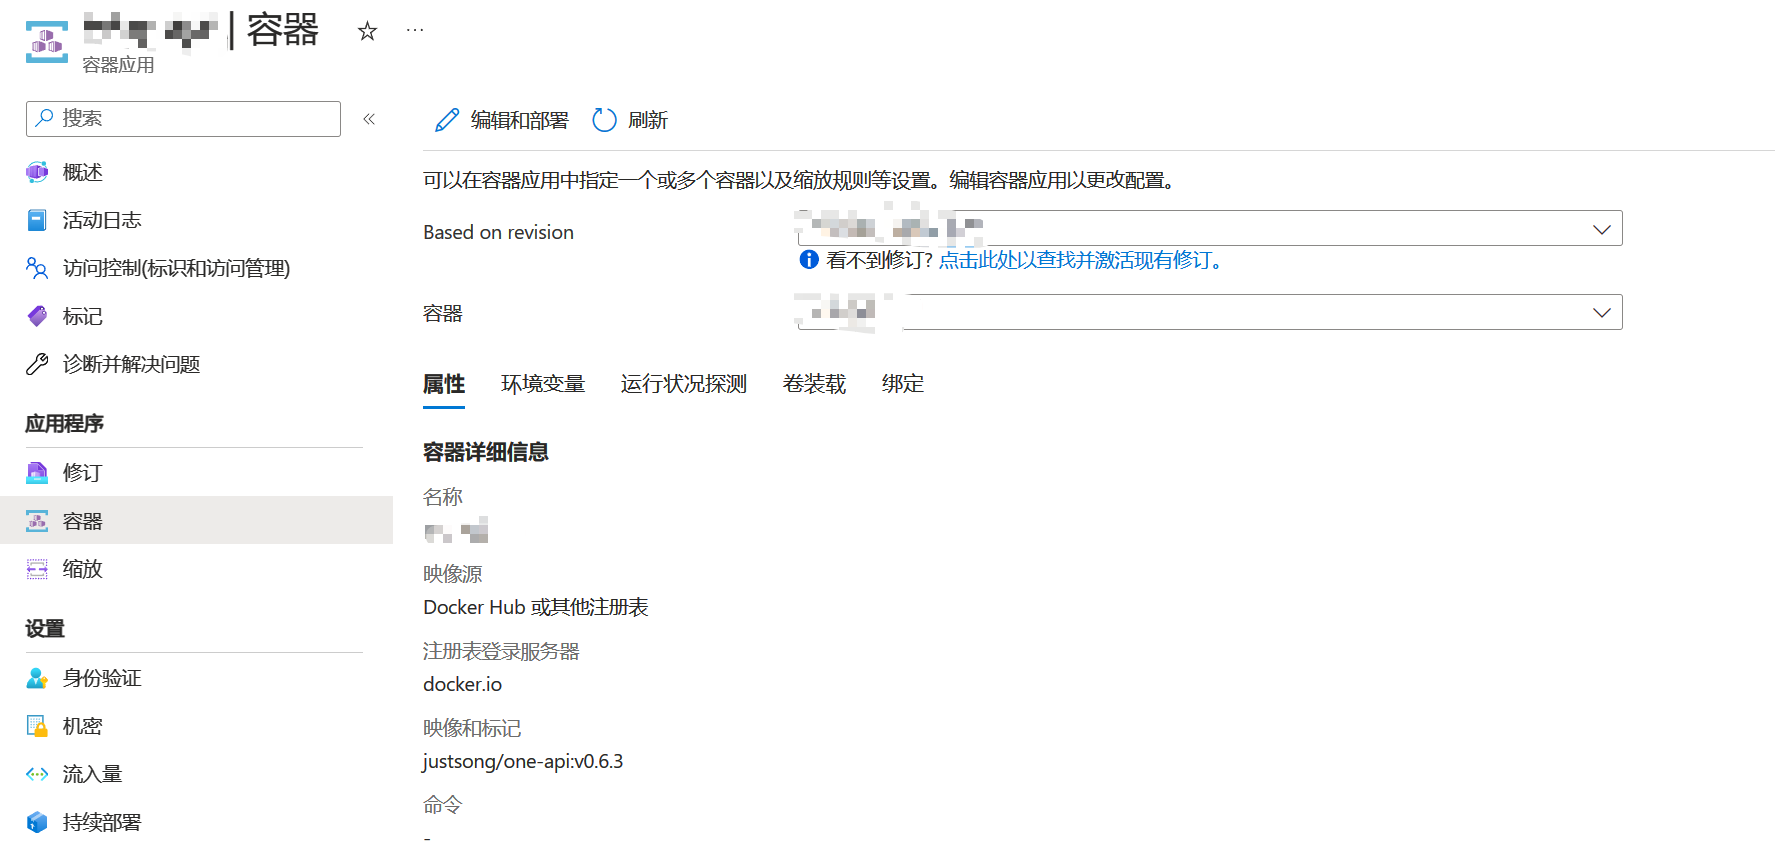 | 容器
容器应用
搜索
概述
活动日志
访问控制(标识和访问管理)
标记
诊断并解决问题
应用程序
修订
容器
缩放
设置
身份验证
机密
流入量
持续部署
编辑和部署 刷新
可以在容器应用中指定一个或多个容器以及缩放规则等设置。编辑容器应用以更改配置。
Based on revision
看不到修订? 点击此处以查找并激活现有修订。
容器
属性 环境变量 运行状况探测 卷装载 绑定
容器详细信息
名称
映像源
Docker Hub 或其他注册表
注册表登录服务器
docker.io
映像和标记
justsong/one-api:v0.6.3
命令
-